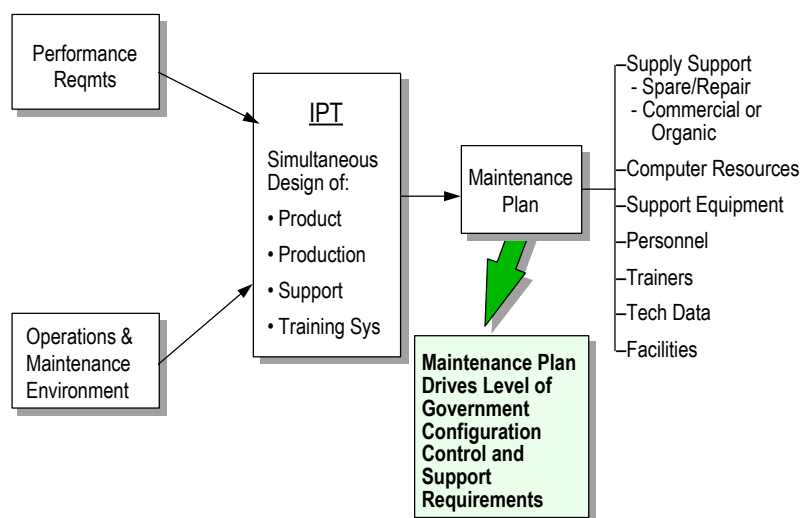 Performance
Reqmts
Operations &
Maintenance
Environment
IPT
Simultaneous
Design of:
• Product
• Production
• Support
• Training Sys
Maintenance
Plan
Maintenance Plan
Drives Level of
Government
Configuration
Control and
Support
Requirements
Supply Support
- Spare/Repair
- Commercial or
Organic
Computer Resources
Support Equipment
Personnel
Trainers
Tech Data
Facilities